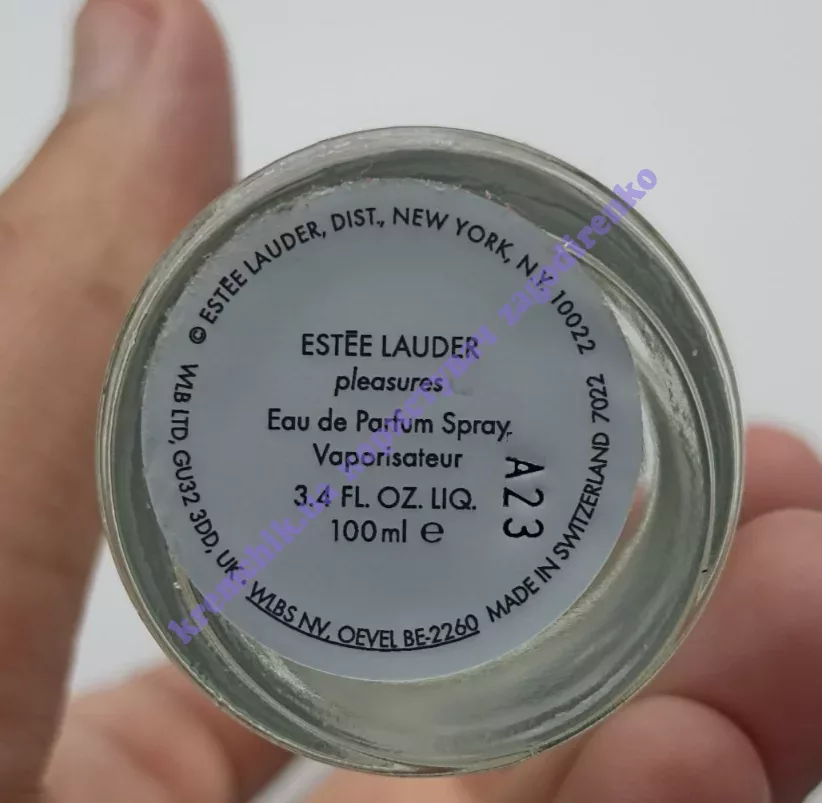 © ESTĒE LAUDER, DIST., NEW YORK, N.Y. 10022
ESTĒE LAUDER
pleasures
Eau de Parfum Spray
Vaporisateur
3.4 FL. OZ. LIQ.
100ml ℮
A23
WLB LTD, GU32 3DD, UK, WLBS NV, OEVEL BE-2260
MADE IN SWITZERLAND 7022
zagadirenko